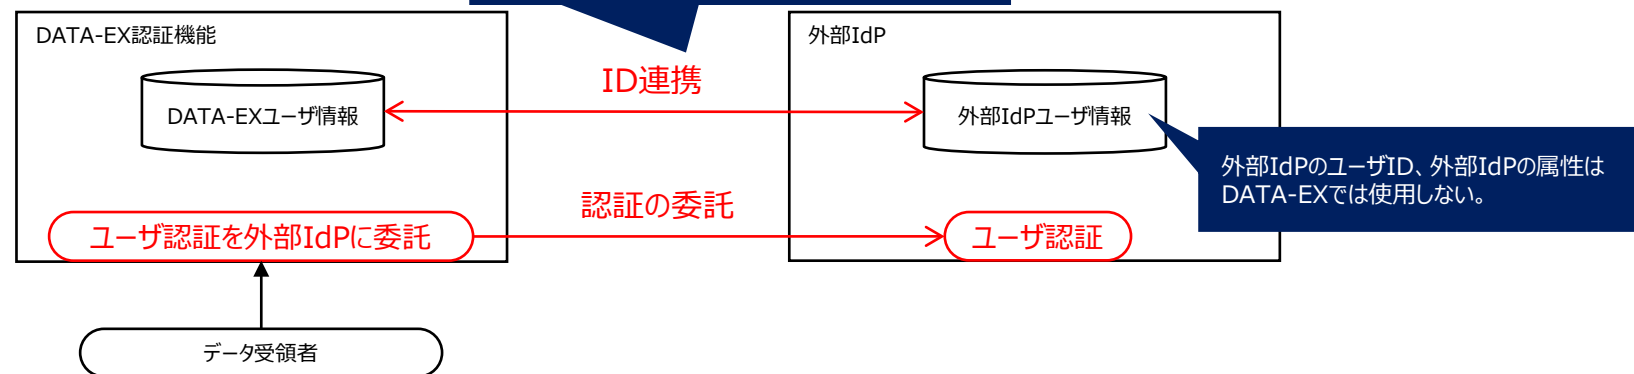 DATA-EX認証機能
外部IdP
ID連携
DATA-EXユーザ情報
外部IdPユーザ情報
外部IdPのユーザID、外部IdPの属性は
DATA-EXでは使用しない。
認証の委託
ユーザ認証を外部IdPに委託
ユーザ認証
データ受領者